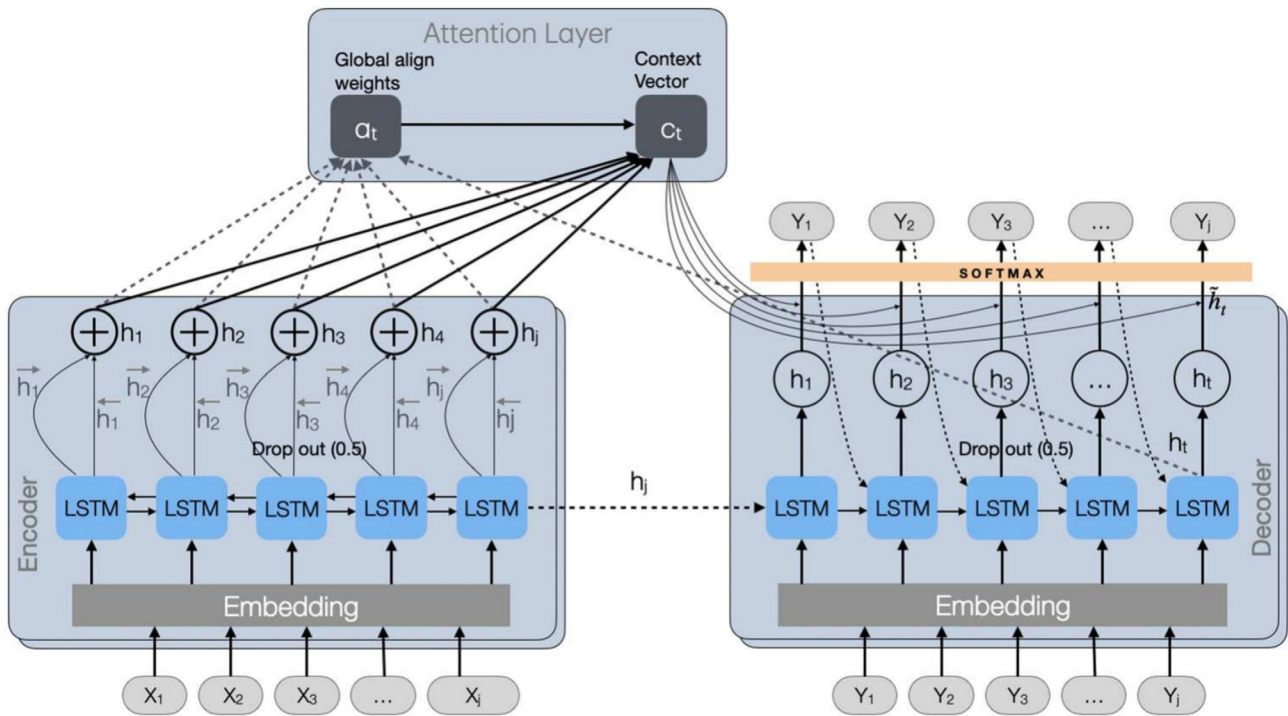 Attention Layer
Global align
weights
Context
Vector
aₜ
cₜ
Y₁ Y₂ Y₃ ... Yⱼ
SOFTMAX
h̃ₜ
h₁ h₂ h₃ h₄ hⱼ
h₁ h₂ h₃ ... hₜ
→h₁ →h₂ →h₃ →h₄ →hⱼ
←h₁ ←h₂ ←h₃ ←h₄ ←hj
Drop out (0.5)
Drop out (0.5)
hₜ
Encoder
LSTM LSTM LSTM LSTM LSTM
hⱼ
LSTM LSTM LSTM LSTM LSTM
Decoder
Embedding
Embedding
X₁ X₂ X₃ ... Xⱼ
Y₁ Y₂ Y₃ ... Yⱼ